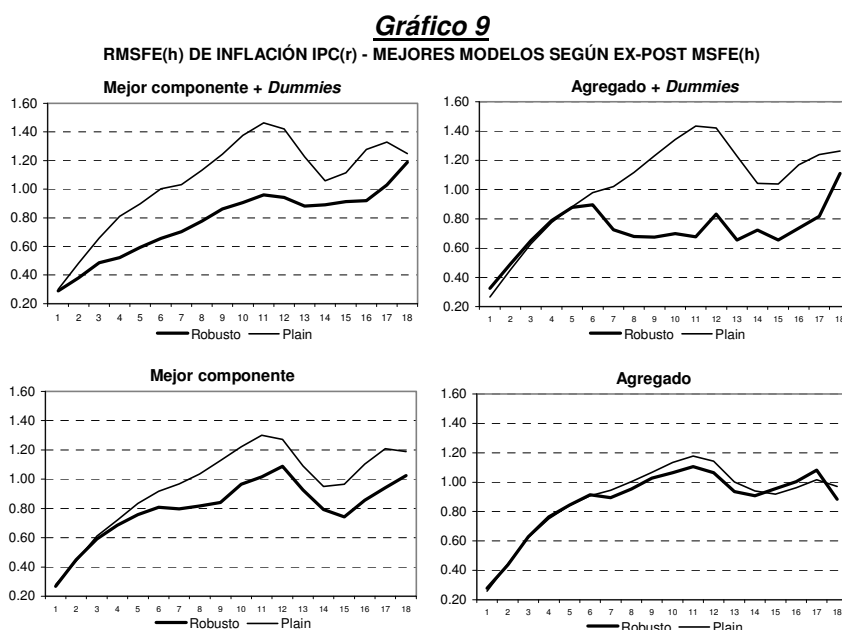 Gráfico 9
RMSFE(h) DE INFLACIÓN IPC(r) - MEJORES MODELOS SEGÚN EX-POST MSFE(h)
Mejor componente + Dummies
1.60
1.40
1.20
1.00
0.80
0.60
0.40
0.20
1 2 3 4 5 6 7 8 9 10 11 12 13 14 15 16 17 18
Robusto Plain
Agregado + Dummies
1.60
1.40
1.20
1.00
0.80
0.60
0.40
0.20
1 2 3 4 5 6 7 8 9 10 11 12 13 14 15 16 17 18
Robusto Plain
Mejor componente
1.60
1.40
1.20
1.00
0.80
0.60
0.40
0.20
1 2 3 4 5 6 7 8 9 10 11 12 13 14 15 16 17 18
Robusto Plain
Agregado
1.60
1.40
1.20
1.00
0.80
0.60
0.40
0.20
1 2 3 4 5 6 7 8 9 10 11 12 13 14 15 16 17 18
Robusto Plain